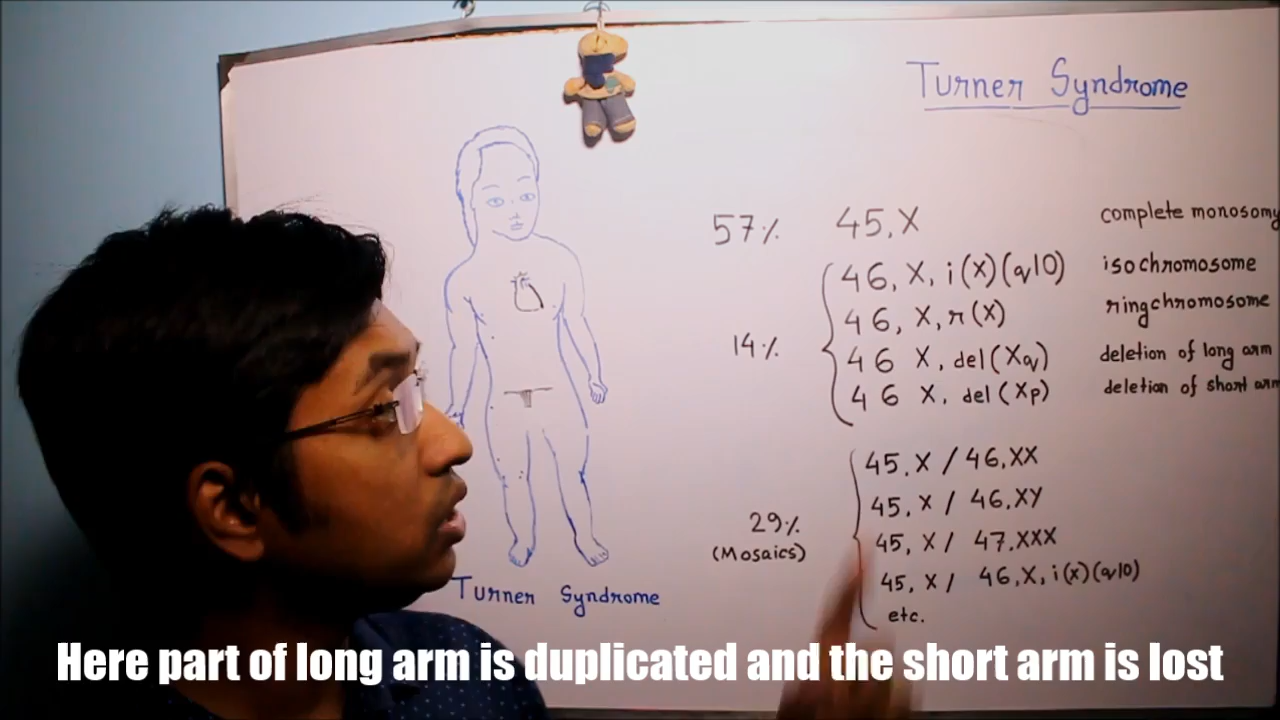 Turner Syndrome
57% 45,X complete monosomy
46, X, i(x)(q10) isochromosome
46, X, r(X) ringchromosome
14%
46 X, del(Xq) deletion of long arm
46 X, del(Xp) deletion of short arm
45,X / 46,XX
45,X / 46,XY
29%
(Mosaics)
45, X / 47,XXX
45, X / 46,X, i(x)(q10)
etc.
Turner Syndrome
Here part of long arm is duplicated and the short arm is lost